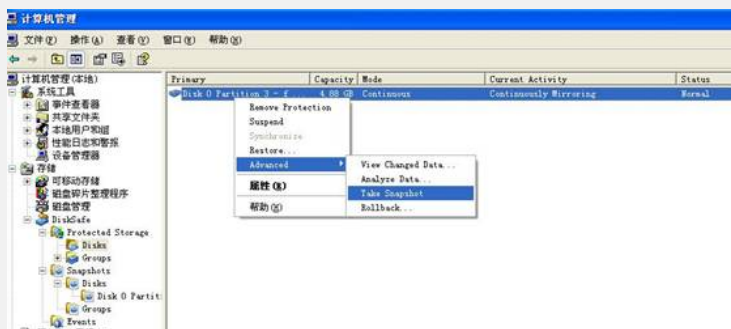 计算机管理
文件(F) 操作(A) 查看(V) 窗口(O) 帮助(H)
计算机管理(本地)
系统工具
事件查看器
共享文件夹
本地用户和组
性能日志和警报
设备管理器
存储
可移动存储
磁盘碎片整理程序
磁盘管理
DiskSafe
Protected Storage
Disks
Groups
Snapshots
Disks
Disk 0 Partit:
Groups
Events
Primary Capacity Mode Current Activity Status
Disk 0 Partition 3 - f... 4.88 GB Continuous Continuously Mirroring Normal
Remove Protection
Suspend
Synchronize
Restore...
Advanced
属性(R)
帮助(H)
View Changed Data...
Analyze Data...
Take Snapshot
Rollback...